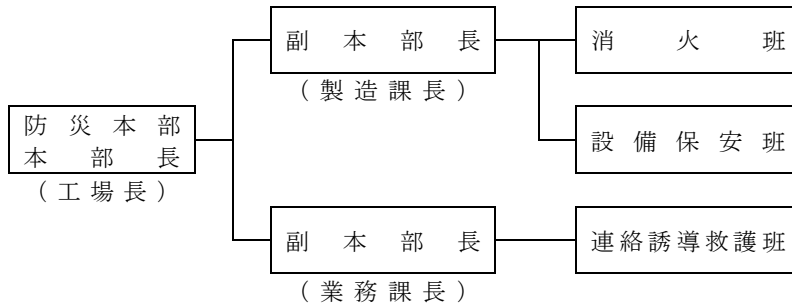 防災本部
本部長
(工場長)
副本部長
(製造課長)
消火班
設備保安班
副本部長
(業務課長)
連絡誘導救護班